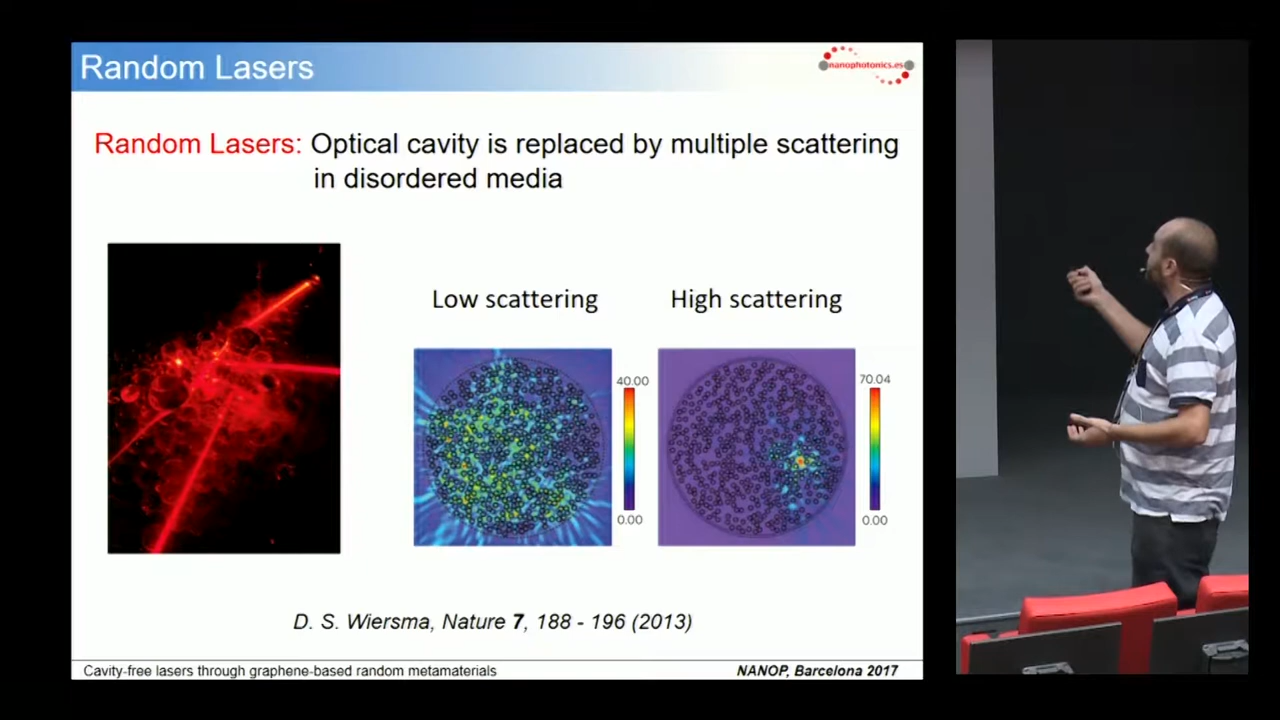 Random Lasers
nanophotonics.es
Random Lasers: Optical cavity is replaced by multiple scattering
in disordered media
Low scattering
High scattering
40.00
0.00
70.04
0.00
D. S. Wiersma, Nature 7, 188 - 196 (2013)
Cavity-free lasers through graphene-based random metamaterials
NANOP, Barcelona 2017